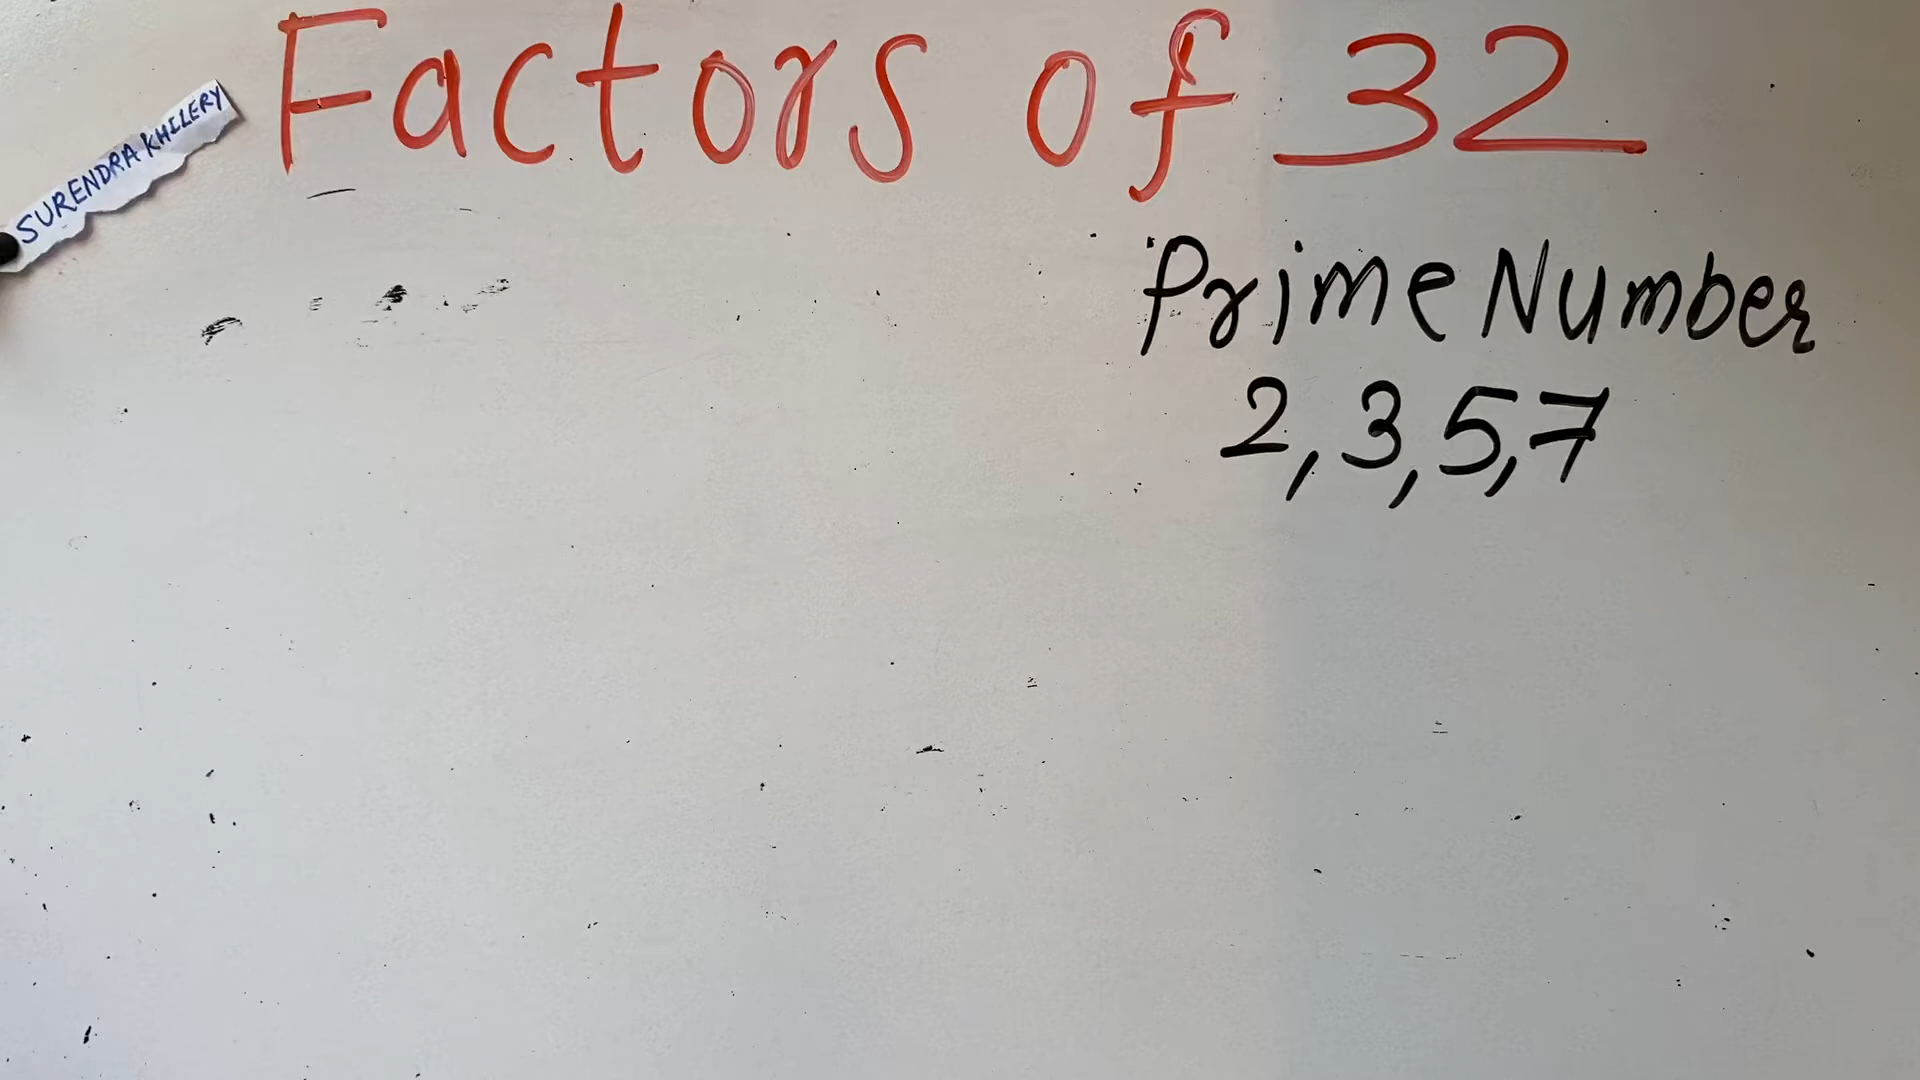 Factors of 32
SURENDRA KHILERY
Prime Number
2, 3, 5, 7